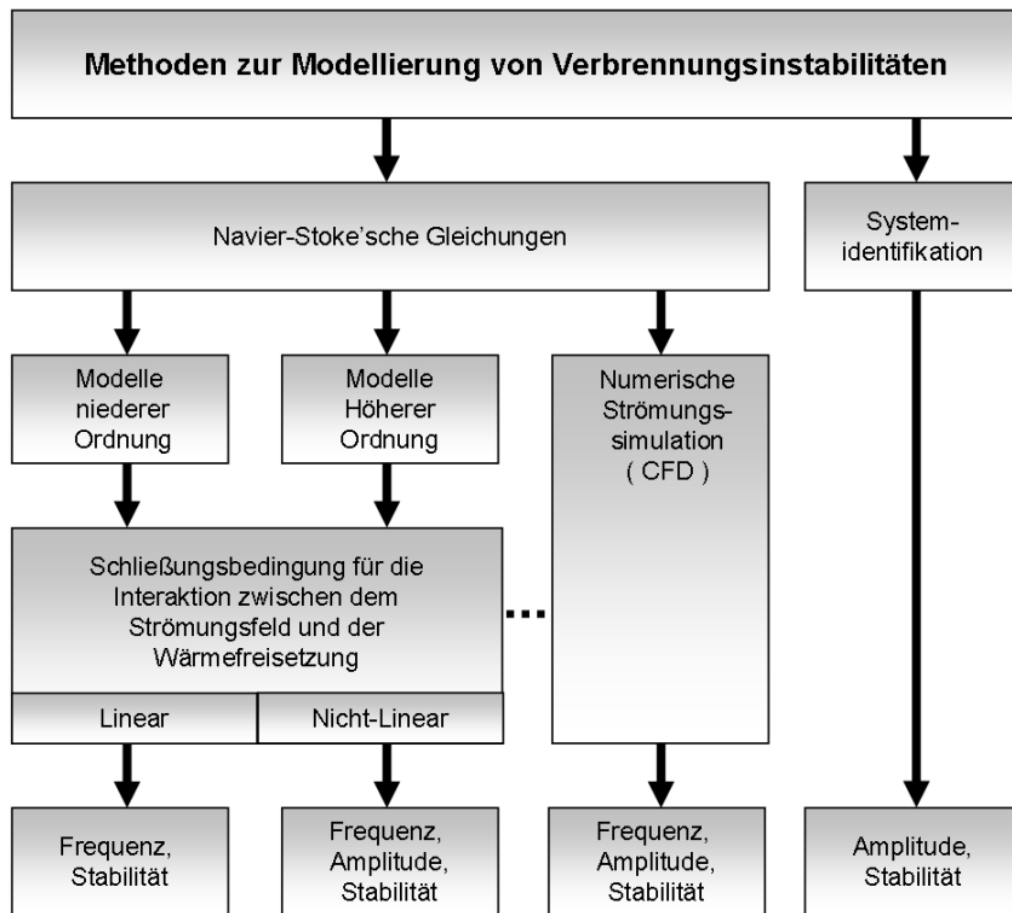 Methoden zur Modellierung von Verbrennungsinstabilitäten
Navier-Stoke'sche Gleichungen
System-
identifikation
Modelle
niederer
Ordnung
Modelle
Höherer
Ordnung
Numerische
Strömungs-
simulation
( CFD )
Schließungsbedingung für die
Interaktion zwischen dem
Strömungsfeld und der
Wärmefreisetzung
Linear
Nicht-Linear
Frequenz,
Stabilität
Frequenz,
Amplitude,
Stabilität
Frequenz,
Amplitude,
Stabilität
Amplitude,
Stabilität